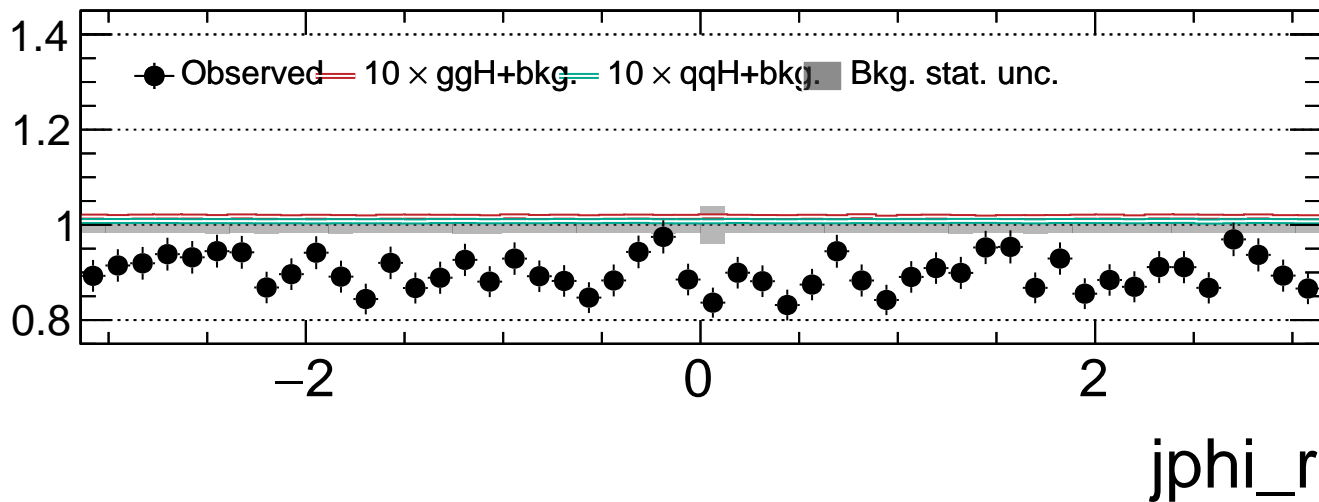 1.4
Observed 10 × ggH+bkg. 10 × qqH+bkg. Bkg. stat. unc.
1.2
1
0.8
−2 0 2
jphi_r